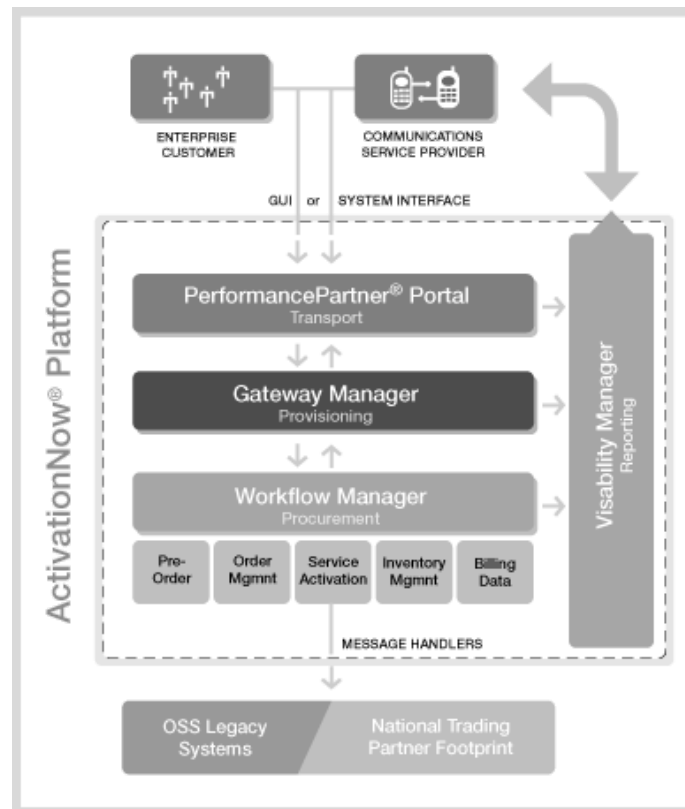 ENTERPRISE
CUSTOMER
COMMUNICATIONS
SERVICE PROVIDER
GUI or SYSTEM INTERFACE
ActivationNow® Platform
PerformancePartner® Portal
Transport
Gateway Manager
Provisioning
Workflow Manager
Procurement
Pre-
Order
Order
Mgmnt
Service
Activation
Inventory
Mgmnt
Billing
Data
Visability Manager
Reporting
MESSAGE HANDLERS
OSS Legacy
Systems
National Trading
Partner Footprint